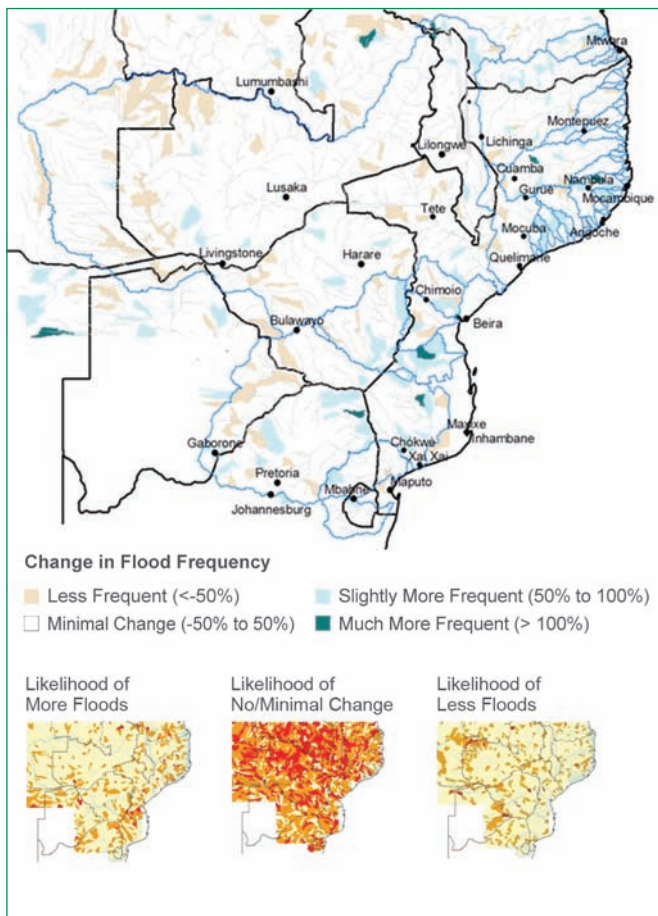 Mtwara
Lumumbashi
Montepuez
Lichinga
Lilongwe
Cuamba
Nampula
Lusaka
Gurue
Mocambique
Tete
Angoche
Mocuba
Livingstone
Harare
Quelimane
Chimoio
Bulawayo
Beira
Maxixe
Inhambane
Chokwe
Gaborone
Xai Xai
Pretoria
Mbabne
Maputo
Johannesburg
Change in Flood Frequency
Less Frequent (<-50%)
Slightly More Frequent (50% to 100%)
Minimal Change (-50% to 50%)
Much More Frequent (> 100%)
Likelihood of
More Floods
Likelihood of
No/Minimal Change
Likelihood of
Less Floods